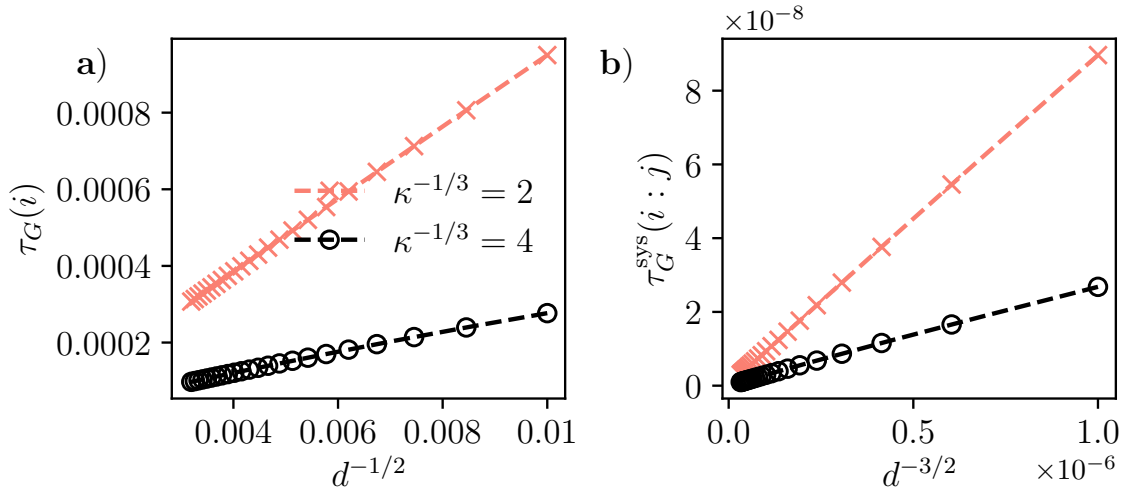 a)
τ_G(i)
0.0008
0.0006
0.0004
0.0002
κ^{-1/3} = 2
κ^{-1/3} = 4
0.004 0.006 0.008 0.01
d^{-1/2}
b)
×10^{-8}
τ_G^{sys}(i : j)
8
6
4
2
0
0.0 0.5 1.0
d^{-3/2}
×10^{-6}